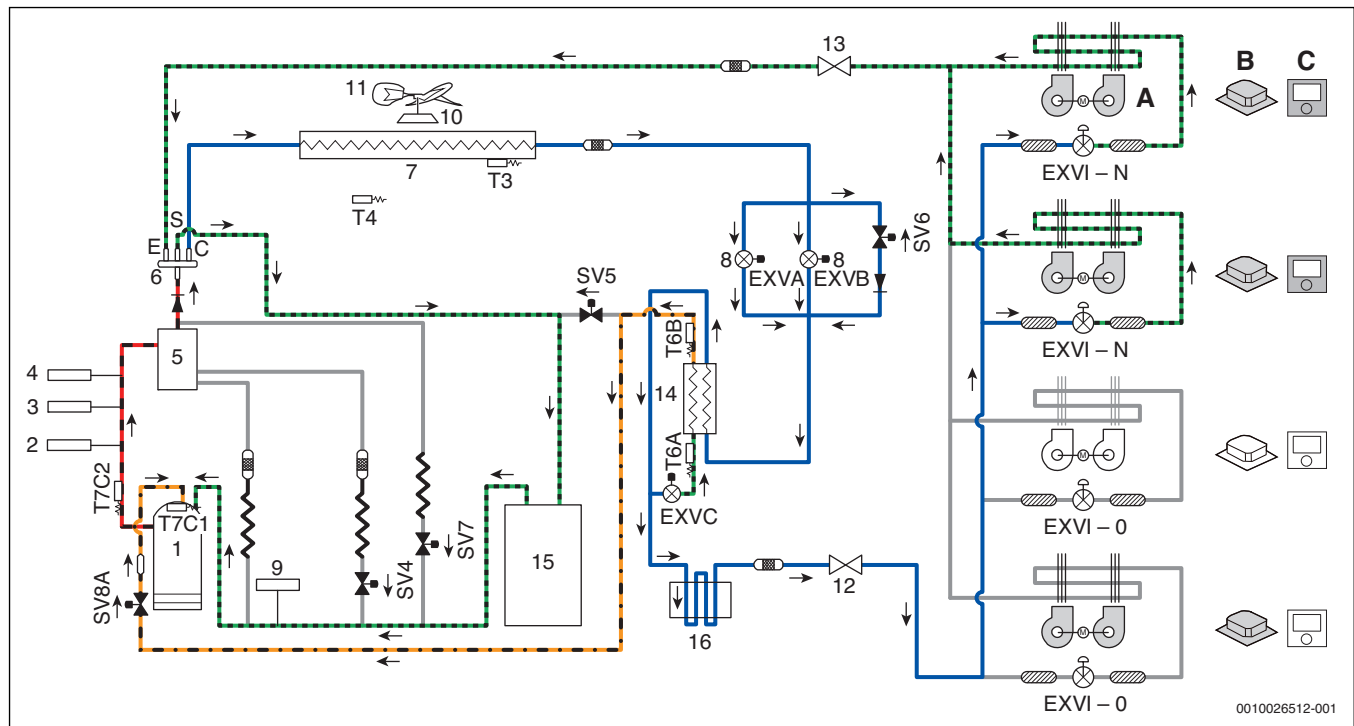 13
B
C
11
10
A
M
EXVI – N
7
T3
T4
S
E
C
6
SV6
8
EXVA
8
EXVB
M
EXVI – N
SV5
T6B
5
4
3
2
14
T6A
T7C2
T7C1
1
EXVC
SV7
9
SV4
15
SV8A
12
16
M
EXVI – 0
M
EXVI – 0
0010026512-001